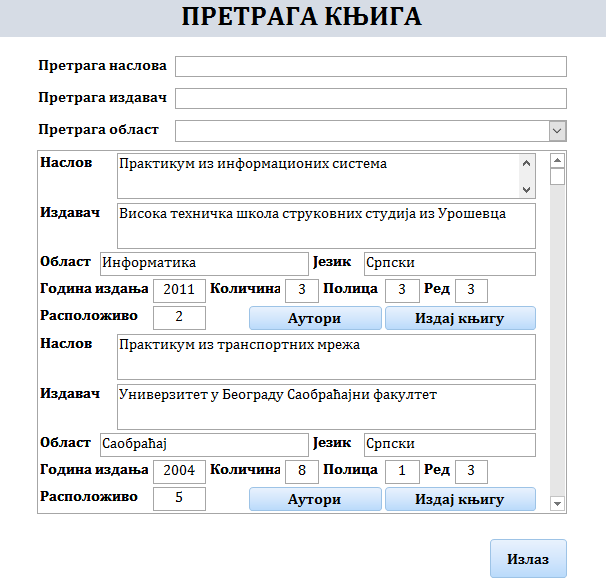 ПРЕТРАГА КЊИГА
Претрага наслова
Претрага издавач
Претрага област
Наслов Практикум из информационих система
Издавач Висока техничка школа струковних студија из Урошевца
Област Информатика Језик Српски
Година издања 2011 Количина 3 Полица 3 Ред 3
Расположиво 2 Аутори Издај књигу
Наслов Практикум из транспортних мрежа
Издавач Универзитет у Београду Саобраћајни факултет
Област Саобраћај Језик Српски
Година издања 2004 Количина 8 Полица 1 Ред 3
Расположиво 5 Аутори Издај књигу
Излаз